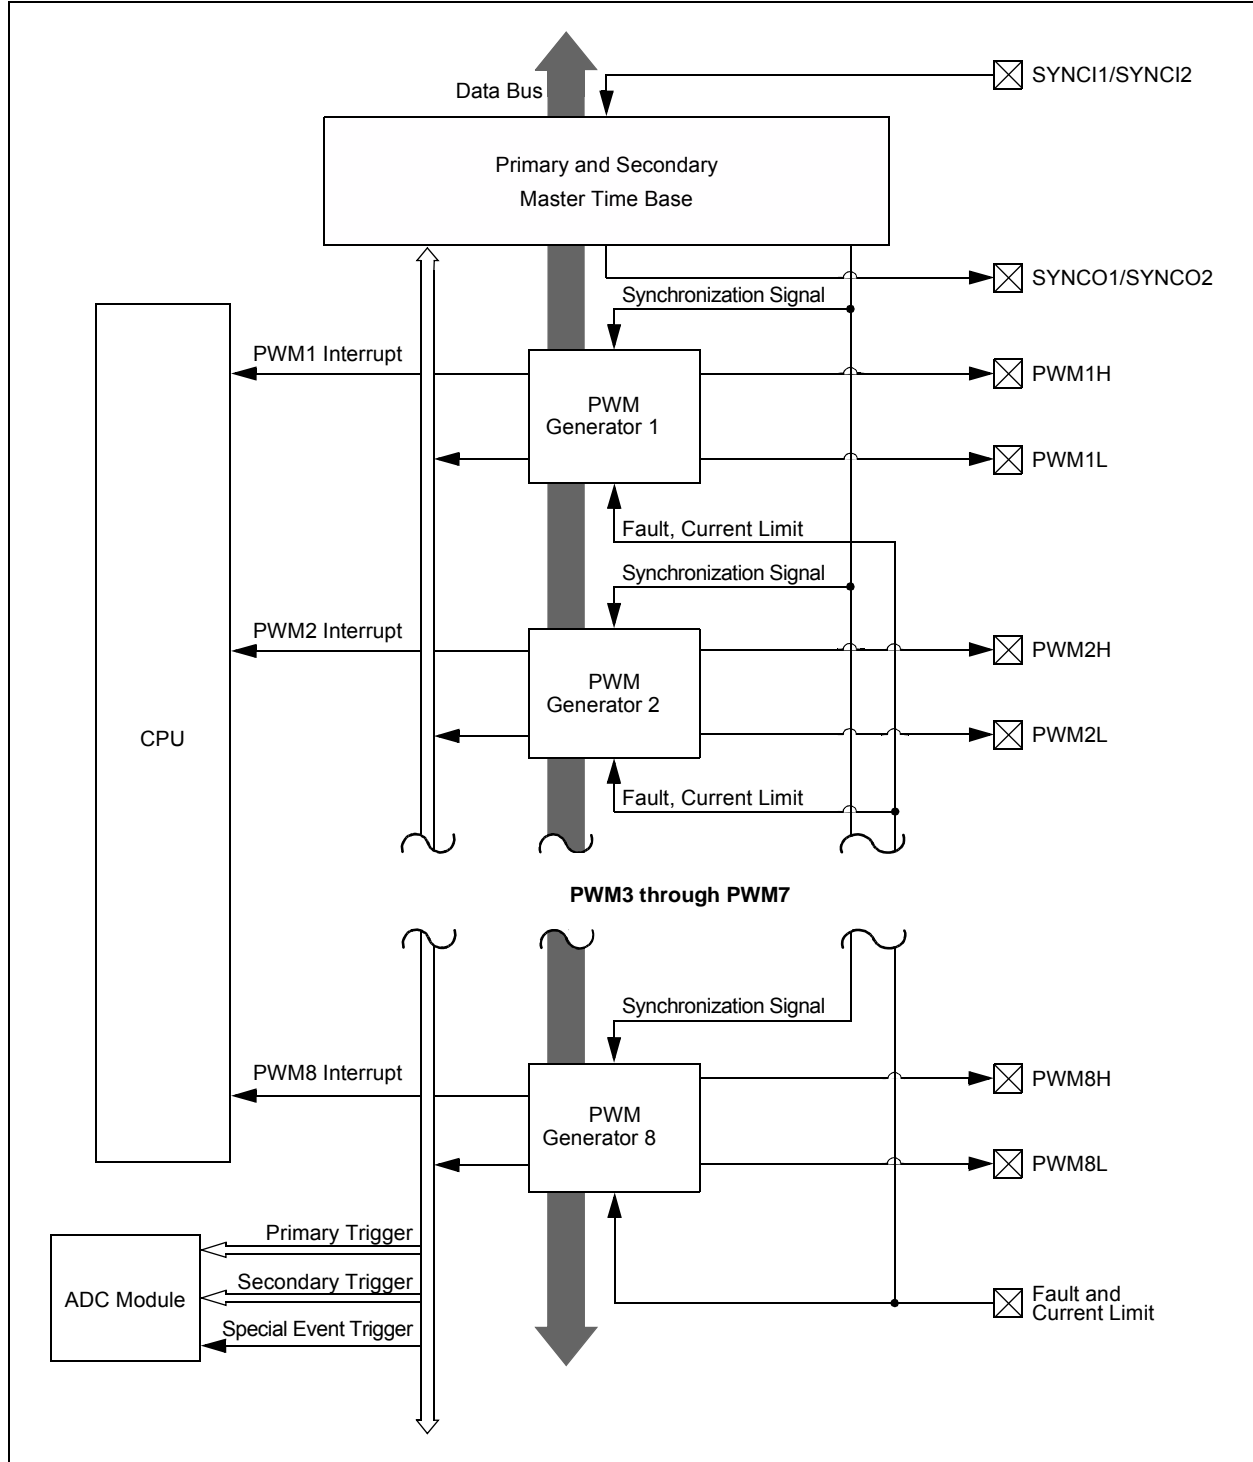 SYNCI1/SYNCI2
Data Bus
Primary and Secondary
Master Time Base
SYNCO1/SYNCO2
Synchronization Signal
PWM1 Interrupt
PWM1H
PWM
Generator 1
PWM1L
Fault, Current Limit
Synchronization Signal
PWM2 Interrupt
PWM2H
PWM
Generator 2
CPU
PWM2L
Fault, Current Limit
PWM3 through PWM7
Synchronization Signal
PWM8 Interrupt
PWM8H
PWM
Generator 8
PWM8L
Primary Trigger
Secondary Trigger
ADC Module
Special Event Trigger
Fault and
Current Limit